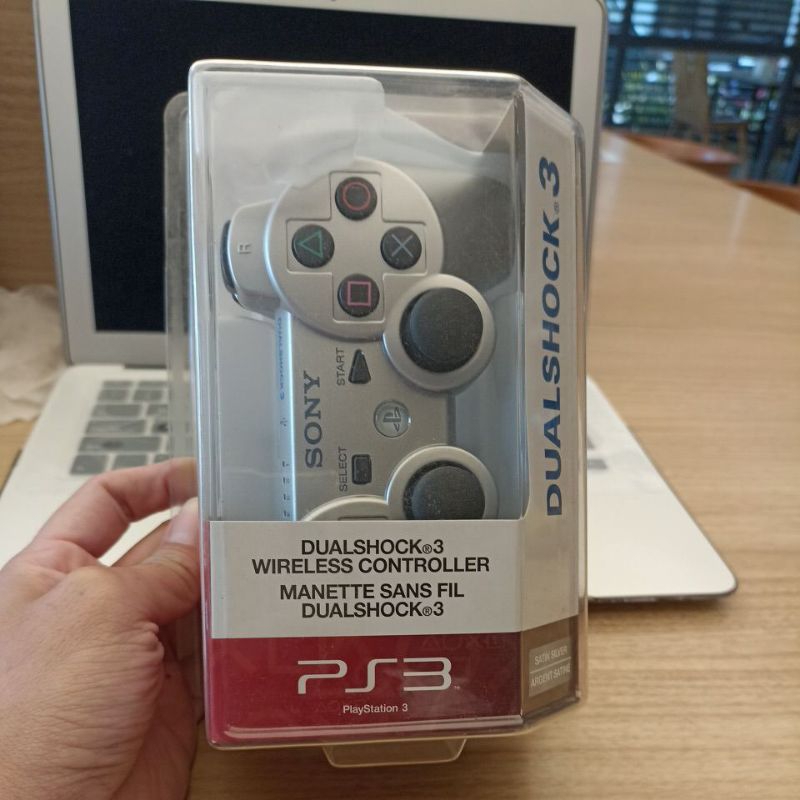 DUALSHOCK®3
R
START
SONY
SELECT
DUALSHOCK®3
WIRELESS CONTROLLER
MANETTE SANS FIL
DUALSHOCK®3
PS3™
PlayStation 3
SATIN SILVER
ARGENT SATINÉ